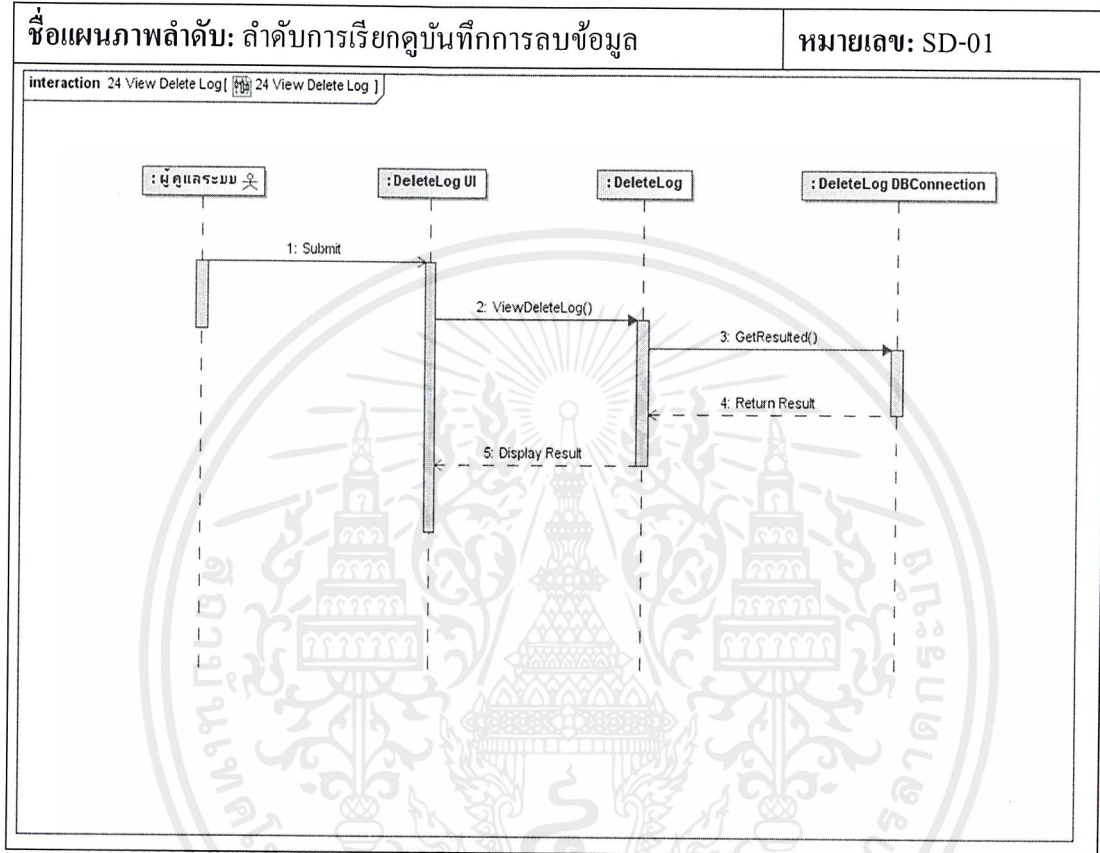 ชื่อแผนภาพลำดับ: ลำดับการเรียกดูบันทึกการลบข้อมูล
หมายเลข: SD-01
interaction 24 View Delete Log[ 24 View Delete Log ]
: ผู้ดูแลระบบ
: DeleteLog UI
: DeleteLog
: DeleteLog DBConnection
1: Submit
2: ViewDeleteLog()
3: GetResulted()
4: Return Result
5: Display Result